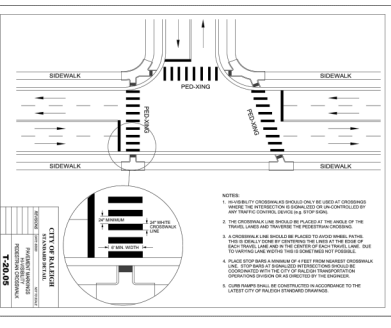 SIDEWALK
SIDEWALK
PED-XING
PED-XING
PED-XING
SIDEWALK
SIDEWALK
24" MINIMUM
24" WHITE
CROSSWALK
LINE
6' MIN. WIDTH
NOTES:
1. HI-VISIBILITY CROSSWALKS SHOULD ONLY BE USED AT CROSSINGS
WHERE THE INTERSECTION IS SIGNALIZED OR UN-CONTROLLED BY
ANY TRAFFIC CONTROL DEVICE (e.g. STOP SIGN).
2. THE CROSSWALK LINE SHOULD BE PLACED AT THE ANGLE OF THE
TRAVEL LANES AND TRAVERSE THE PEDESTRIAN CROSSING.
3. A CROSSWALK LINE SHOULD BE PLACED TO AVOID WHEEL PATHS.
THIS IS IDEALLY DONE BY CENTERING THE LINES AT THE EDGE OF
EACH TRAVEL LANE AND IN THE CENTER OF EACH TRAVEL LANE. DUE
TO VARYING LANE WIDTHS THIS IS SOMETIMES NOT POSSIBLE.
4. PLACE STOP BARS A MINIMUM OF 4 FEET FROM NEAREST CROSSWALK
LINE. STOP BARS AT SIGNALIZED INTERSECTIONS SHOULD BE
COORDINATED WITH THE CITY OF RALEIGH TRANSPORTATION
OPERATIONS DIVISION OR AS DIRECTED BY THE ENGINEER.
5. CURB RAMPS SHALL BE CONSTRUCTED IN ACCORDANCE TO THE
LATEST CITY OF RALEIGH STANDARD DRAWINGS.
CITY OF RALEIGH
STANDARD DETAIL
REVISIONS
PAVEMENT MARKINGS
HI-VISIBILITY
PEDESTRIAN CROSSWALK
T-20.05